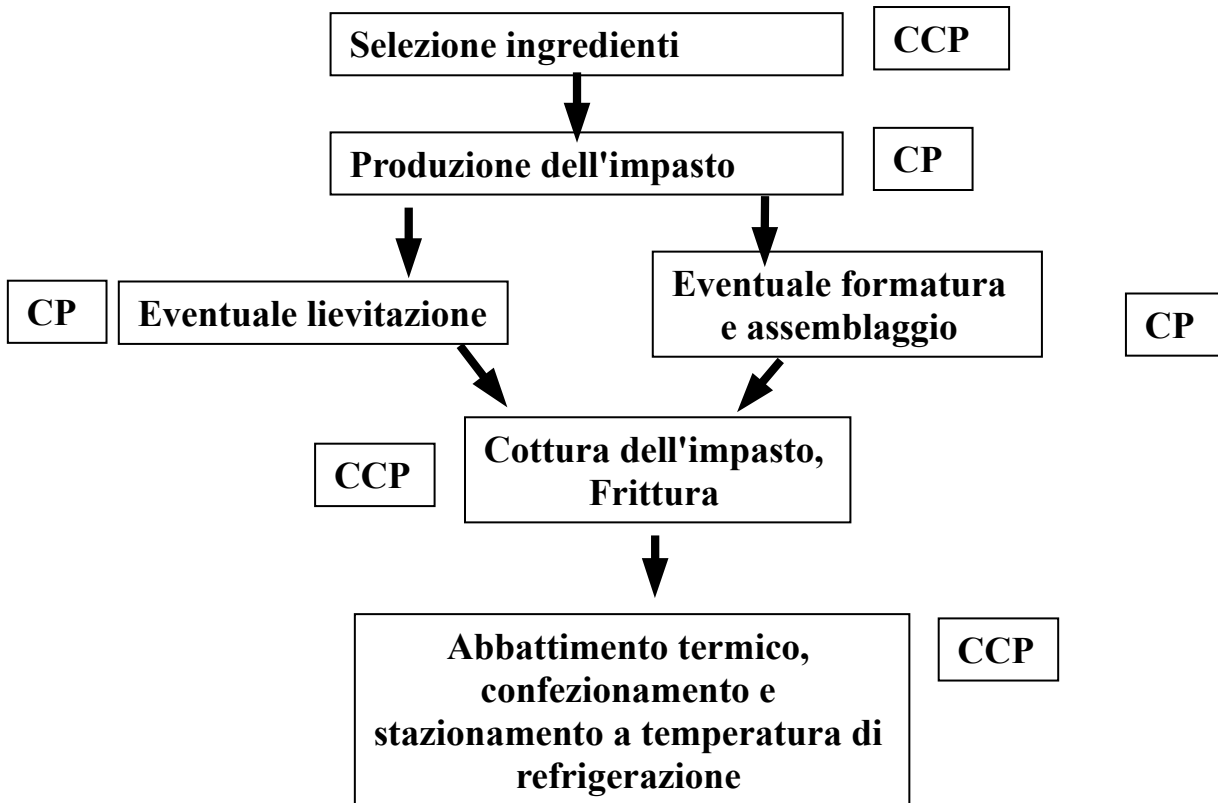 Selezione ingredienti
CCP
Produzione dell'impasto
CP
CP
Eventuale lievitazione
Eventuale formatura
e assemblaggio
CP
CCP
Cottura dell'impasto,
Frittura
Abbattimento termico,
confezionamento e
stazionamento a temperatura di
refrigerazione
CCP